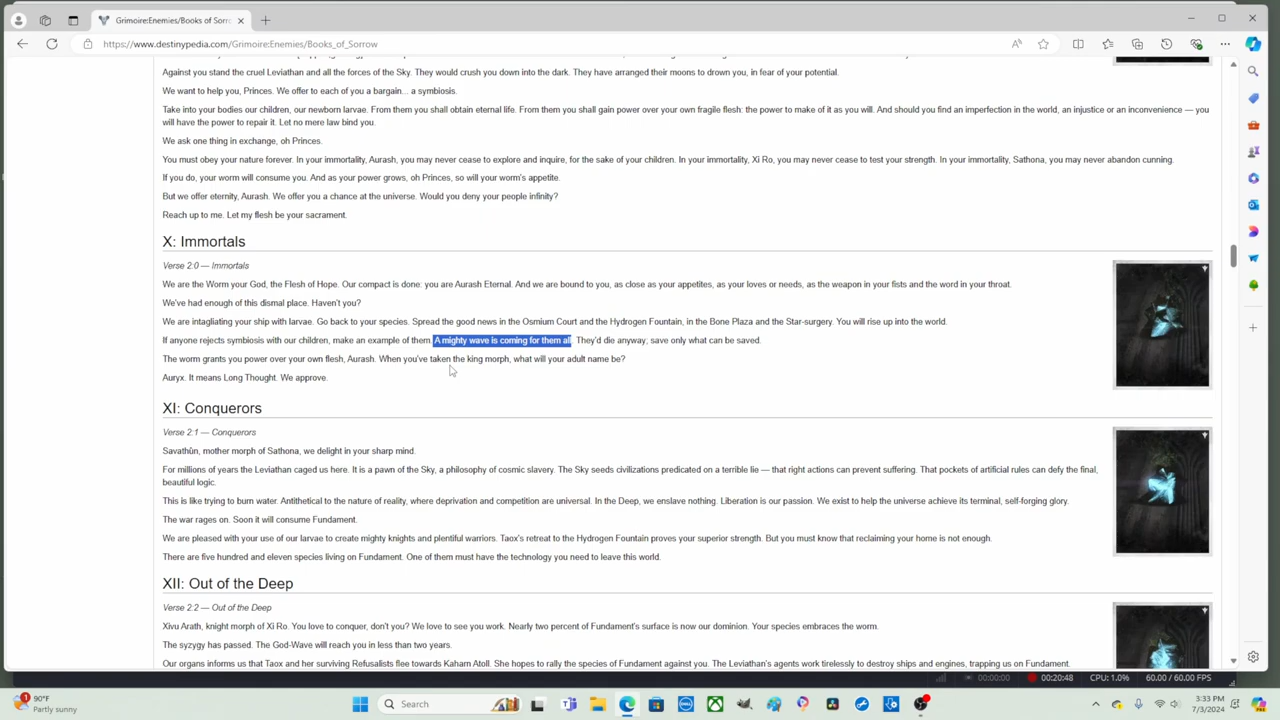 Grimoire:Enemies/Books of Sorr
https://www.destinypedia.com/Grimoire:Enemies/Books_of_Sorrow
Against you stand the cruel Leviathan and all the forces of the Sky. They would crush you down into the dark. They have arranged their moons to drown you, in fear of your potential.
We want to help you, Princes. We offer to each of you a bargain... a symbiosis.
Take into your bodies our children, our newborn larvae. From them you shall obtain eternal life. From them you shall gain power over your own fragile flesh: the power to make of it as you will. And should you find an imperfection in the world, an injustice or an inconvenience — you
will have the power to repair it. Let no mere law bind you.
We ask one thing in exchange, oh Princes.
You must obey your nature forever. In your immortality, Aurash, you may never cease to explore and inquire, for the sake of your children. In your immortality, Xi Ro, you may never cease to test your strength. In your immortality, Sathona, you may never abandon cunning.
If you do, your worm will consume you. And as your power grows, oh Princes, so will your worm's appetite.
But we offer eternity, Aurash. We offer you a chance at the universe. Would you deny your people infinity?
Reach up to me. Let my flesh be your sacrament.
X: Immortals
Verse 2:0 — Immortals
We are the Worm your God, the Flesh of Hope. Our compact is done: you are Aurash Eternal. And we are bound to you, as close as your appetites, as your loves or needs, as the weapon in your fists and the word in your throat.
We've had enough of this dismal place. Haven't you?
We are intagliating your ship with larvae. Go back to your species. Spread the good news in the Osmium Court and the Hydrogen Fountain, in the Bone Plaza and the Star-surgery. You will rise up into the world.
If anyone rejects symbiosis with our children, make an example of them. A mighty wave is coming for them all. They'd die anyway; save only what can be saved.
The worm grants you power over your own flesh, Aurash. When you've taken the king morph, what will your adult name be?
Auryx. It means Long Thought. We approve.
XI: Conquerors
Verse 2:1 — Conquerors
Savathûn, mother morph of Sathona, we delight in your sharp mind.
For millions of years the Leviathan caged us here. It is a pawn of the Sky, a philosophy of cosmic slavery. The Sky seeds civilizations predicated on a terrible lie — that right actions can prevent suffering. That pockets of artificial rules can defy the final,
beautiful logic.
This is like trying to burn water. Antithetical to the nature of reality, where deprivation and competition are universal. In the Deep, we enslave nothing. Liberation is our passion. We exist to help the universe achieve its terminal, self-forging glory.
The war rages on. Soon it will consume Fundament.
We are pleased with your use of our larvae to create mighty knights and plentiful warriors. Taox's retreat to the Hydrogen Fountain proves your superior strength. But you must know that reclaiming your home is not enough.
There are five hundred and eleven species living on Fundament. One of them must have the technology you need to leave this world.
XII: Out of the Deep
Verse 2:2 — Out of the Deep
Xivu Arath, knight morph of Xi Ro. You love to conquer, don't you? We love to see you work. Nearly two percent of Fundament's surface is now our dominion. Your species embraces the worm.
The syzygy has passed. The God-Wave will reach you in less than two years.
Our organs informs us that Taox and her surviving Refusalists flee towards Kaham Atoll. She hopes to rally the species of Fundament against you. The Leviathan's agents work tirelessly to destroy ships and engines, trapping us on Fundament.
00:00:00
00:20:48
CPU: 1.0%
60.00 / 60.00 FPS
90°F
Partly sunny
Search
3:33 PM
7/3/2024